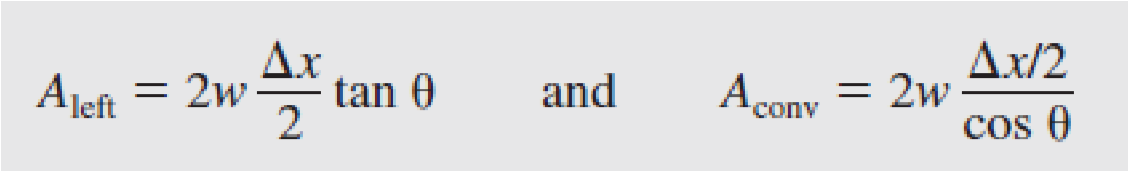 A_left = 2w Δx/2 tan θ and A_conv = 2w (Δx/2)/(cos θ)